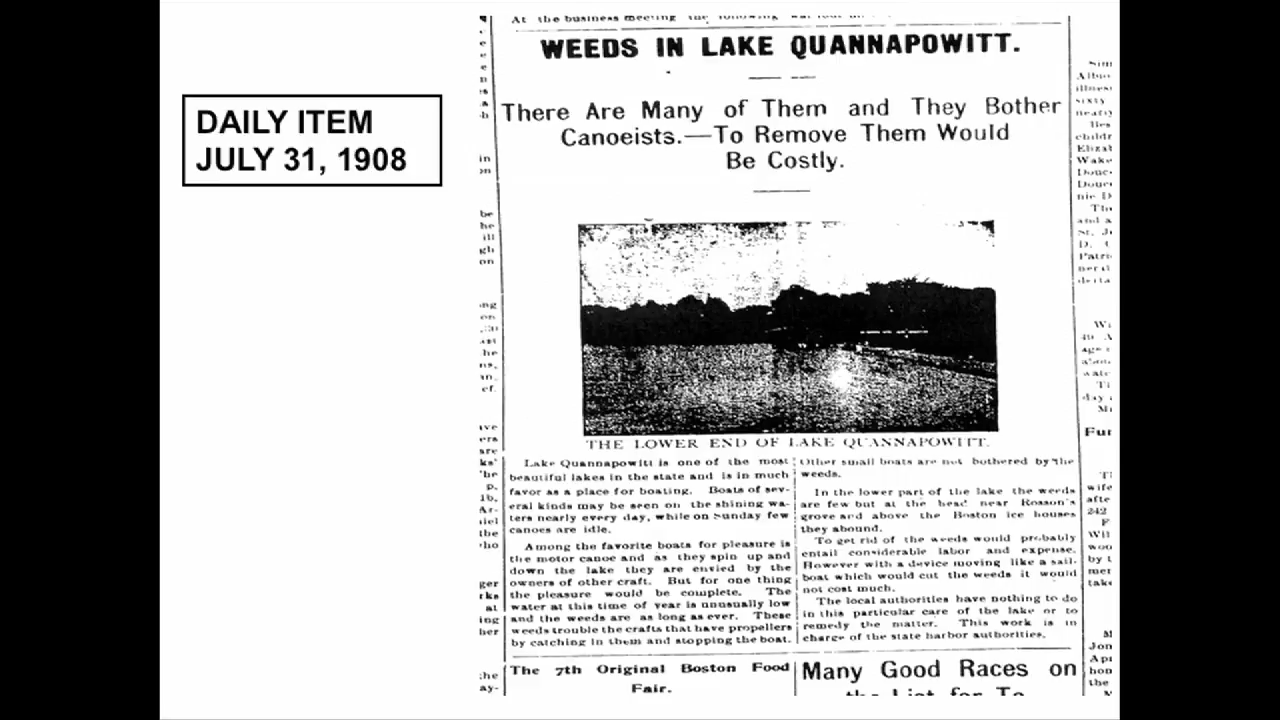 DAILY ITEM
JULY 31, 1908
At the business meeting the following
WEEDS IN LAKE QUANNAPOWITT.
There Are Many of Them and They Bother
Canoeists.—To Remove Them Would
Be Costly.
THE LOWER END OF LAKE QUANNAPOWITT.
Lake Quannapowitt is one of the most
beautiful lakes in the state and is in much
favor as a place for boating. Boats of sev-
eral kinds may be seen on the shining wa-
ters nearly every day, while on Sunday few
canoes are idle.
Among the favorite boats for pleasure is
the motor canoe and as they spin up and
down the lake they are envied by the
owners of other craft. But for one thing
the pleasure would be complete. The
water at this time of year is unusually low
and the weeds are as long as ever. These
weeds trouble the crafts that have propellers
by catching in them and stopping the boat.
Other small boats are not bothered by the
weeds.
In the lower part of the lake the weeds
are few but at the head near Rosson's
grove and above the Boston ice houses
they abound.
To get rid of the weeds would probably
entail considerable labor and expense.
However with a device moving like a sail-
boat which would cut the weeds it would
not cost much.
The local authorities have nothing to do
in this particular care of the lake or to
remedy the matter. This work is in
charge of the state harbor authorities.
The 7th Original Boston Food
Fair.
Many Good Races on
the List for To